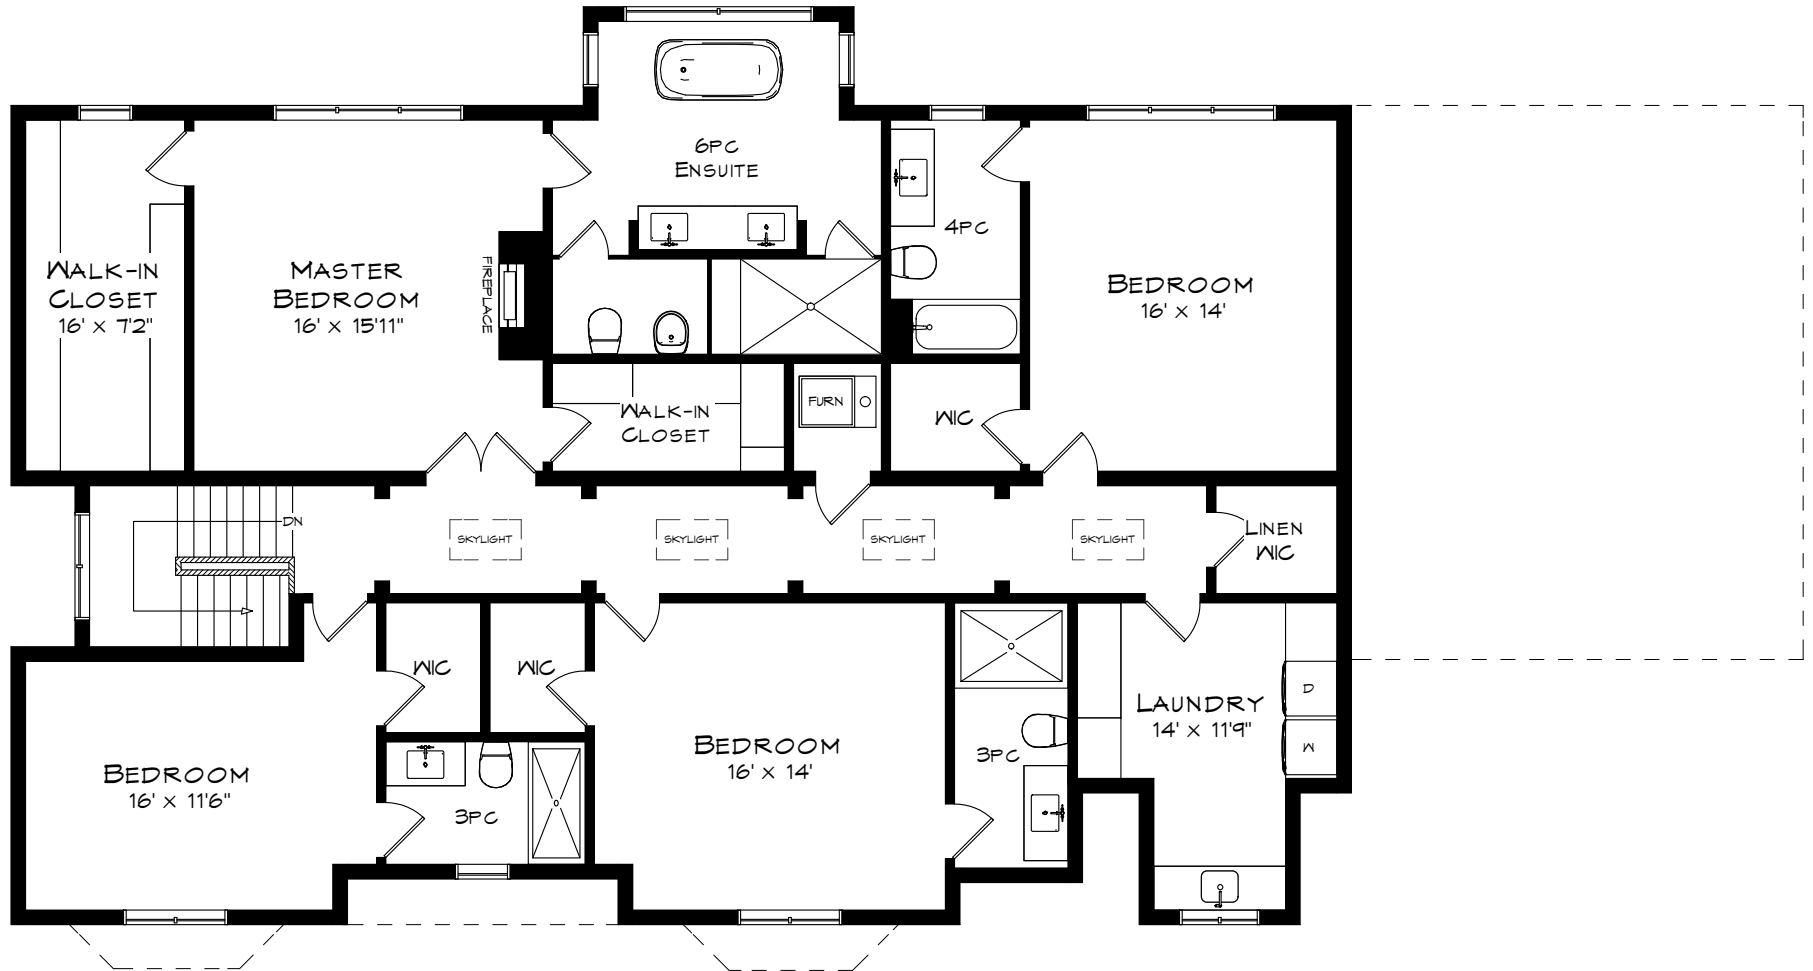 6PC
ENSUITE
4PC
WALK-IN
CLOSET
16' x 7'2"
MASTER
BEDROOM
16' x 15'11"
FIREPLACE
BEDROOM
16' x 14'
WALK-IN
CLOSET
FURN
WIC
DN
SKYLIGHT
SKYLIGHT
SKYLIGHT
SKYLIGHT
LINEN
WIC
WIC
WIC
BEDROOM
16' x 11'6"
3PC
BEDROOM
16' x 14'
3PC
LAUNDRY
14' x 11'9"
D
W